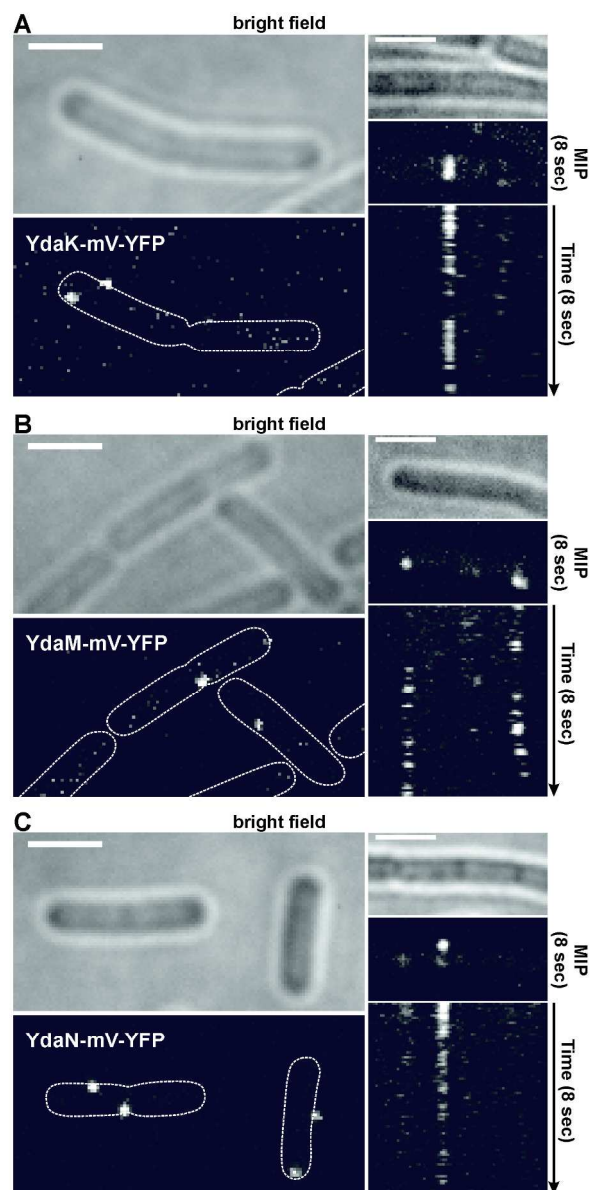 A
bright field
MIP
(8 sec)
YdaK-mV-YFP
Time (8 sec)
B
bright field
MIP
(8 sec)
YdaM-mV-YFP
Time (8 sec)
C
bright field
MIP
(8 sec)
YdaN-mV-YFP
Time (8 sec)